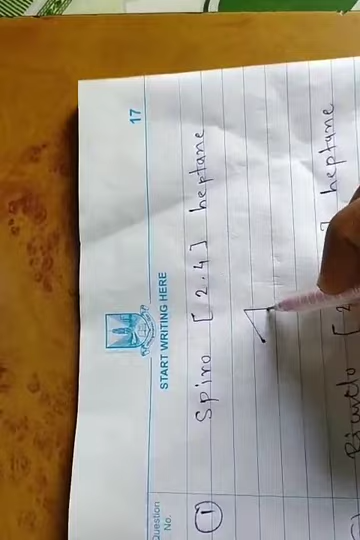 17
START WRITING HERE
Question
No.
① Spiro [2.4] heptane
heptane